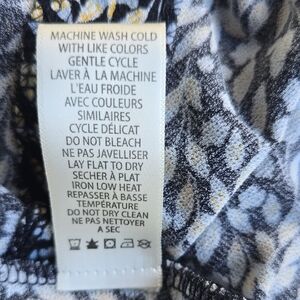 MACHINE WASH COLD
WITH LIKE COLORS
GENTLE CYCLE
LAVER À LA MACHINE
L'EAU FROIDE
AVEC COULEURS
SIMILAIRES
CYCLE DÉLICAT
DO NOT BLEACH
NE PAS JAVELLISER
LAY FLAT TO DRY
SECHER À PLAT
IRON LOW HEAT
REPASSER À BASSE
TEMPÉRATURE
DO NOT DRY CLEAN
NE PAS NETTOYER
A SEC